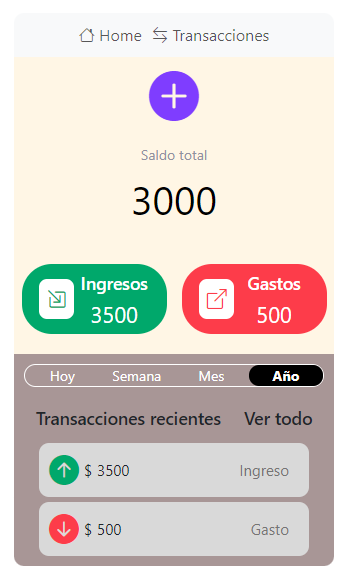 Home Transacciones
Saldo total
3000
Ingresos
3500
Gastos
500
Hoy Semana Mes Año
Transacciones recientes Ver todo
$ 3500 Ingreso
$ 500 Gasto